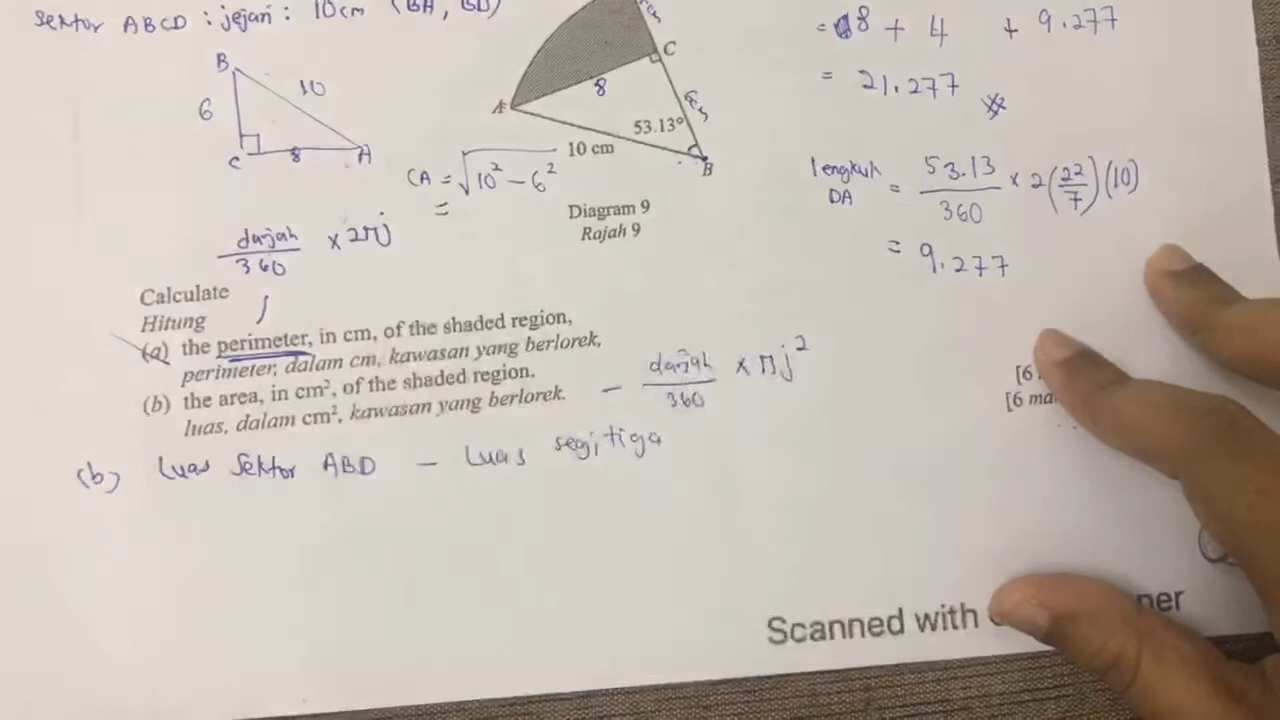 Sektor ABCD : jejari : 10cm (BA, BD)
B
10
6
C
8
A
C
A
8
53.13°
10 cm
B
CA = √10² - 6²
=
Diagram 9
Rajah 9
darjah/360 × 2πj
= 8 + 4 + 9.277
= 21.277
lengkuk DA = 53.13/360 × 2(22/7)(10)
= 9.277
Calculate
Hitung
(a) the perimeter, in cm, of the shaded region,
perimeter, dalam cm, kawasan yang berlorek,
(b) the area, in cm², of the shaded region.
luas, dalam cm², kawasan yang berlorek.
- darjah/360 × πj²
[6
[6 ma
(b) Luas Sektor ABD - Luas segitiga
Scanned with